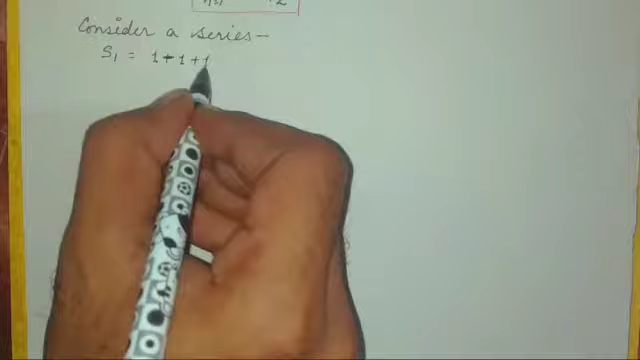 Consider a series-
S₁ = 1 + 1 + 1